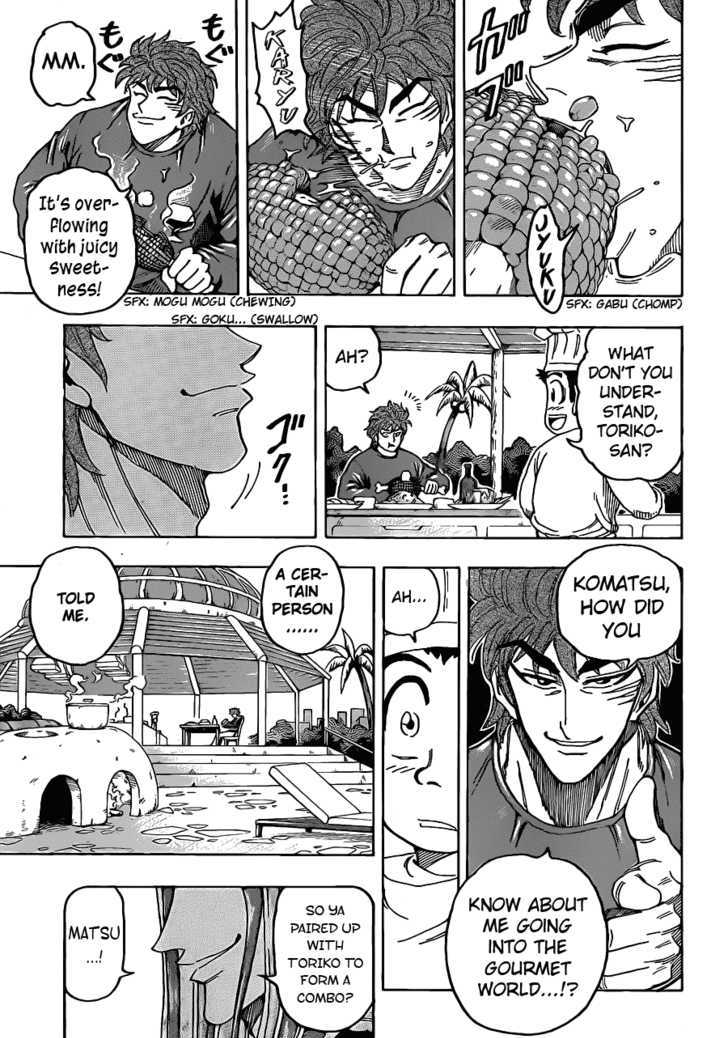 ガブッ
JYUKU
SFX: GABU (CHOMP)
KARYU
もぐ
もぐ
MM.
IT'S OVER-
FLOWING
WITH JUICY
SWEET-
NESS!
SFX: MOGU MOGU (CHEWING)
SFX: GOKU... (SWALLOW)
WHAT
DON'T YOU
UNDER-
STAND,
TORIKO-
SAN?
AH?
ゴク…!
KOMATSU,
HOW DID
YOU
KNOW ABOUT
ME GOING
INTO THE
GOURMET
WORLD...!?
AH...
A CER-
TAIN
PERSON
......
TOLD
ME.
SO YA
PAIRED UP
WITH
TORIKO TO
FORM A
COMBO?
MATSU
...!